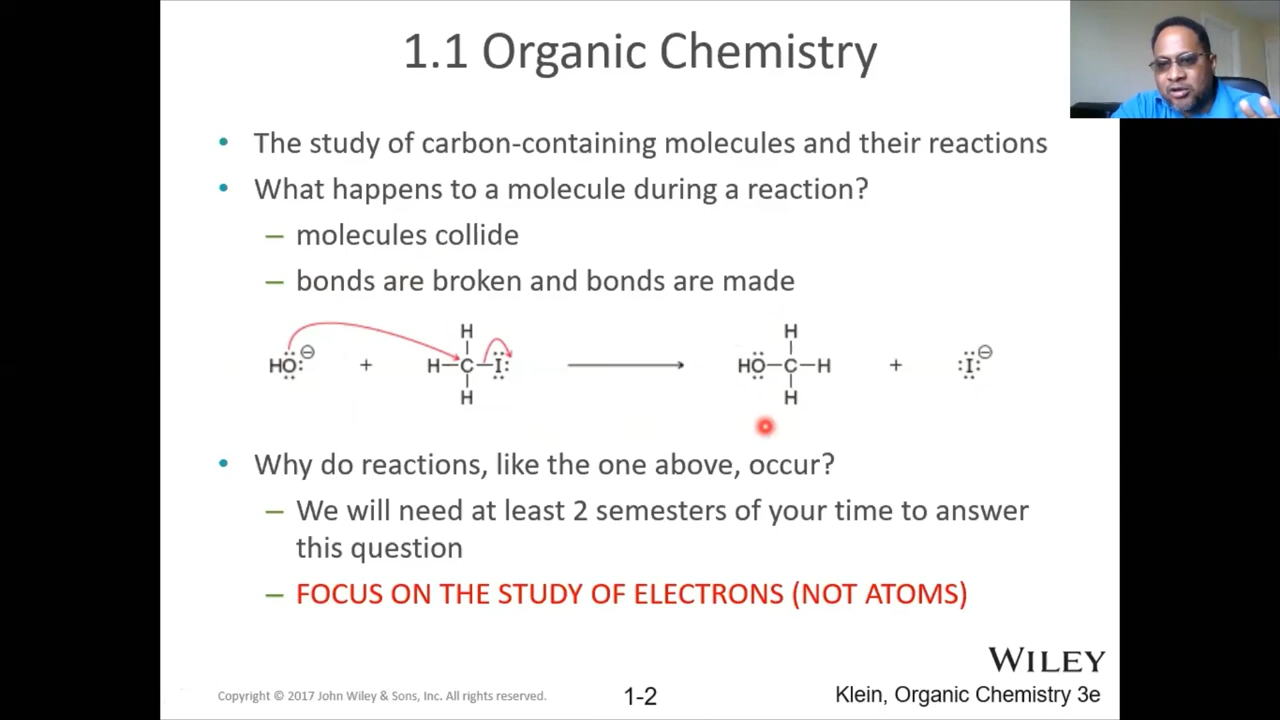 1.1 Organic Chemistry
• The study of carbon-containing molecules and their reactions
• What happens to a molecule during a reaction?
– molecules collide
– bonds are broken and bonds are made
H H
HÖ:⊖ + H–C–I: → HÖ–C–H + :I:⊖
H H
• Why do reactions, like the one above, occur?
– We will need at least 2 semesters of your time to answer
this question
– FOCUS ON THE STUDY OF ELECTRONS (NOT ATOMS)
WILEY
Copyright © 2017 John Wiley & Sons, Inc. All rights reserved.
1-2
Klein, Organic Chemistry 3e